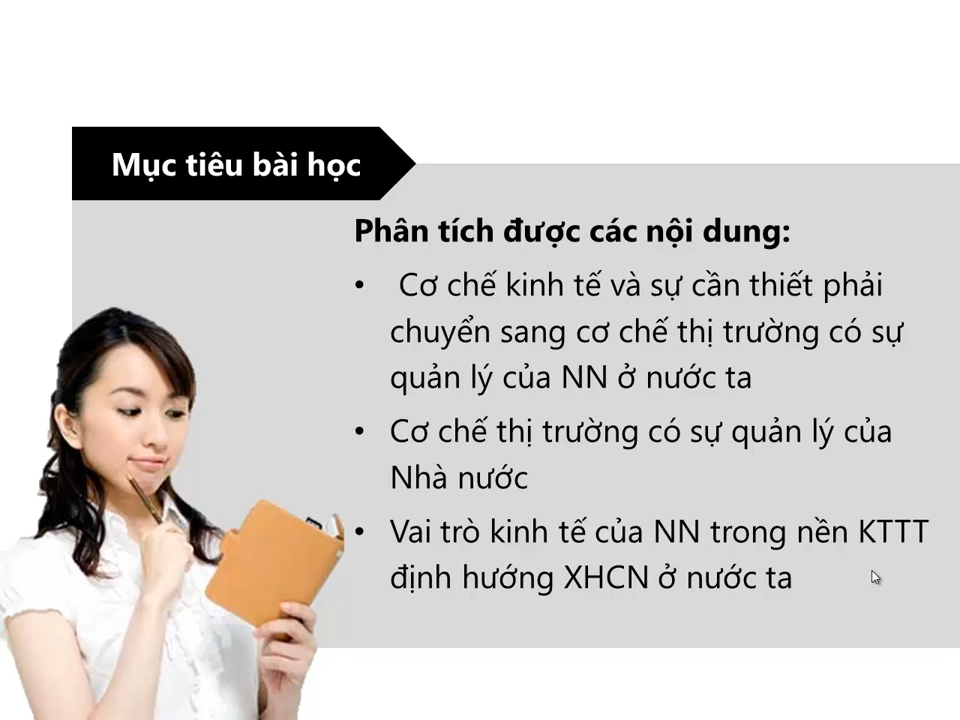 Mục tiêu bài học
Phân tích được các nội dung:
• Cơ chế kinh tế và sự cần thiết phải
chuyển sang cơ chế thị trường có sự
quản lý của NN ở nước ta
• Cơ chế thị trường có sự quản lý của
Nhà nước
• Vai trò kinh tế của NN trong nền KTTT
định hướng XHCN ở nước ta